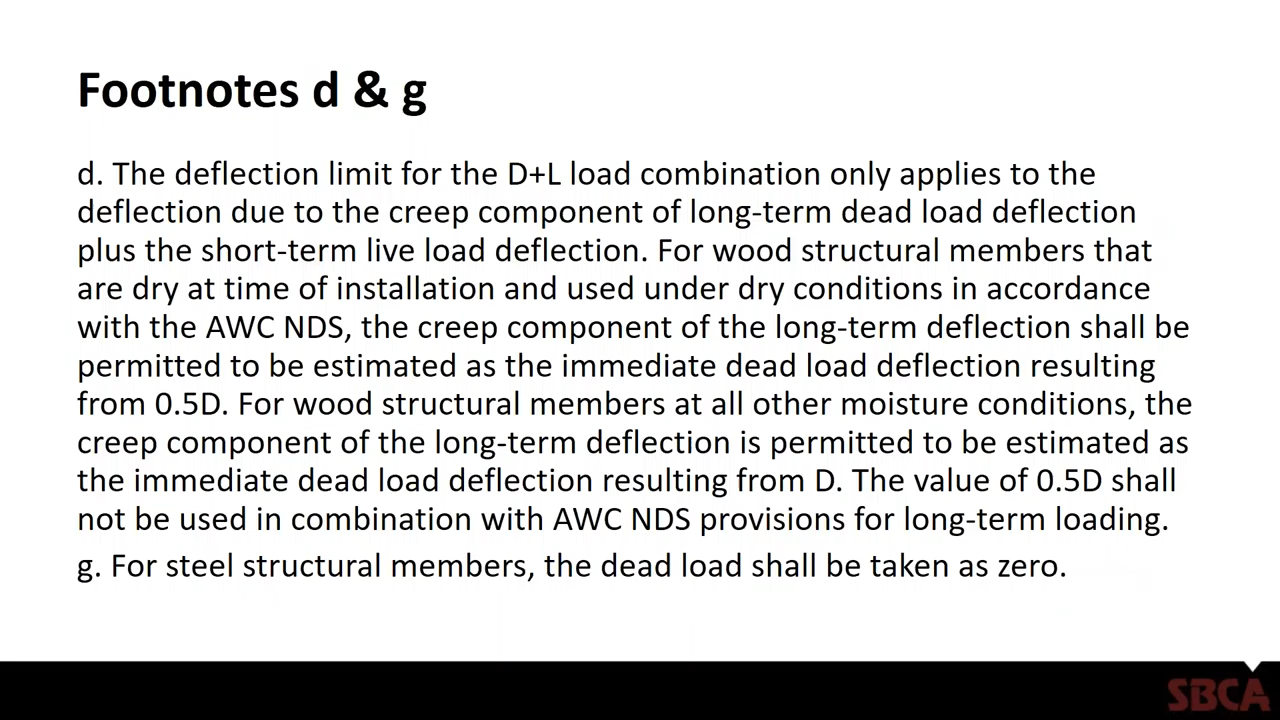 Footnotes d & g
d. The deflection limit for the D+L load combination only applies to the
deflection due to the creep component of long-term dead load deflection
plus the short-term live load deflection. For wood structural members that
are dry at time of installation and used under dry conditions in accordance
with the AWC NDS, the creep component of the long-term deflection shall be
permitted to be estimated as the immediate dead load deflection resulting
from 0.5D. For wood structural members at all other moisture conditions, the
creep component of the long-term deflection is permitted to be estimated as
the immediate dead load deflection resulting from D. The value of 0.5D shall
not be used in combination with AWC NDS provisions for long-term loading.
g. For steel structural members, the dead load shall be taken as zero.
SBCA